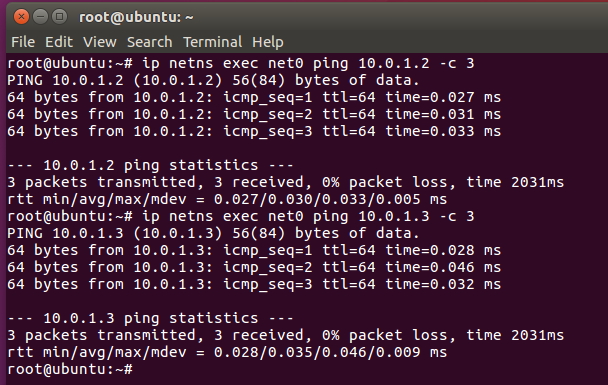 root@ubuntu: ~
File Edit View Search Terminal Help
root@ubuntu:~# ip netns exec net0 ping 10.0.1.2 -c 3
PING 10.0.1.2 (10.0.1.2) 56(84) bytes of data.
64 bytes from 10.0.1.2: icmp_seq=1 ttl=64 time=0.027 ms
64 bytes from 10.0.1.2: icmp_seq=2 ttl=64 time=0.031 ms
64 bytes from 10.0.1.2: icmp_seq=3 ttl=64 time=0.033 ms
--- 10.0.1.2 ping statistics ---
3 packets transmitted, 3 received, 0% packet loss, time 2031ms
rtt min/avg/max/mdev = 0.027/0.030/0.033/0.005 ms
root@ubuntu:~# ip netns exec net0 ping 10.0.1.3 -c 3
PING 10.0.1.3 (10.0.1.3) 56(84) bytes of data.
64 bytes from 10.0.1.3: icmp_seq=1 ttl=64 time=0.028 ms
64 bytes from 10.0.1.3: icmp_seq=2 ttl=64 time=0.046 ms
64 bytes from 10.0.1.3: icmp_seq=3 ttl=64 time=0.032 ms
--- 10.0.1.3 ping statistics ---
3 packets transmitted, 3 received, 0% packet loss, time 2031ms
rtt min/avg/max/mdev = 0.028/0.035/0.046/0.009 ms
root@ubuntu:~#